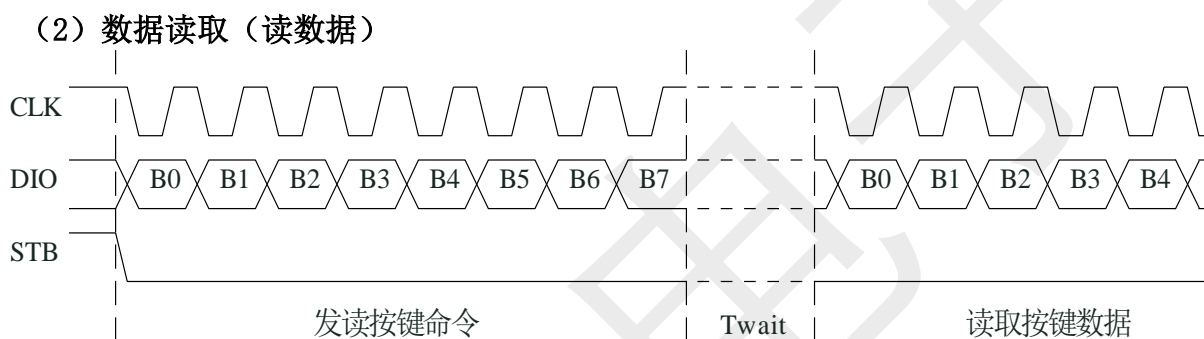 （2）数据读取（读数据）
CLK
DIO B0 B1 B2 B3 B4 B5 B6 B7 B0 B1 B2 B3 B4
STB
发读按键命令 Twait 读取按键数据